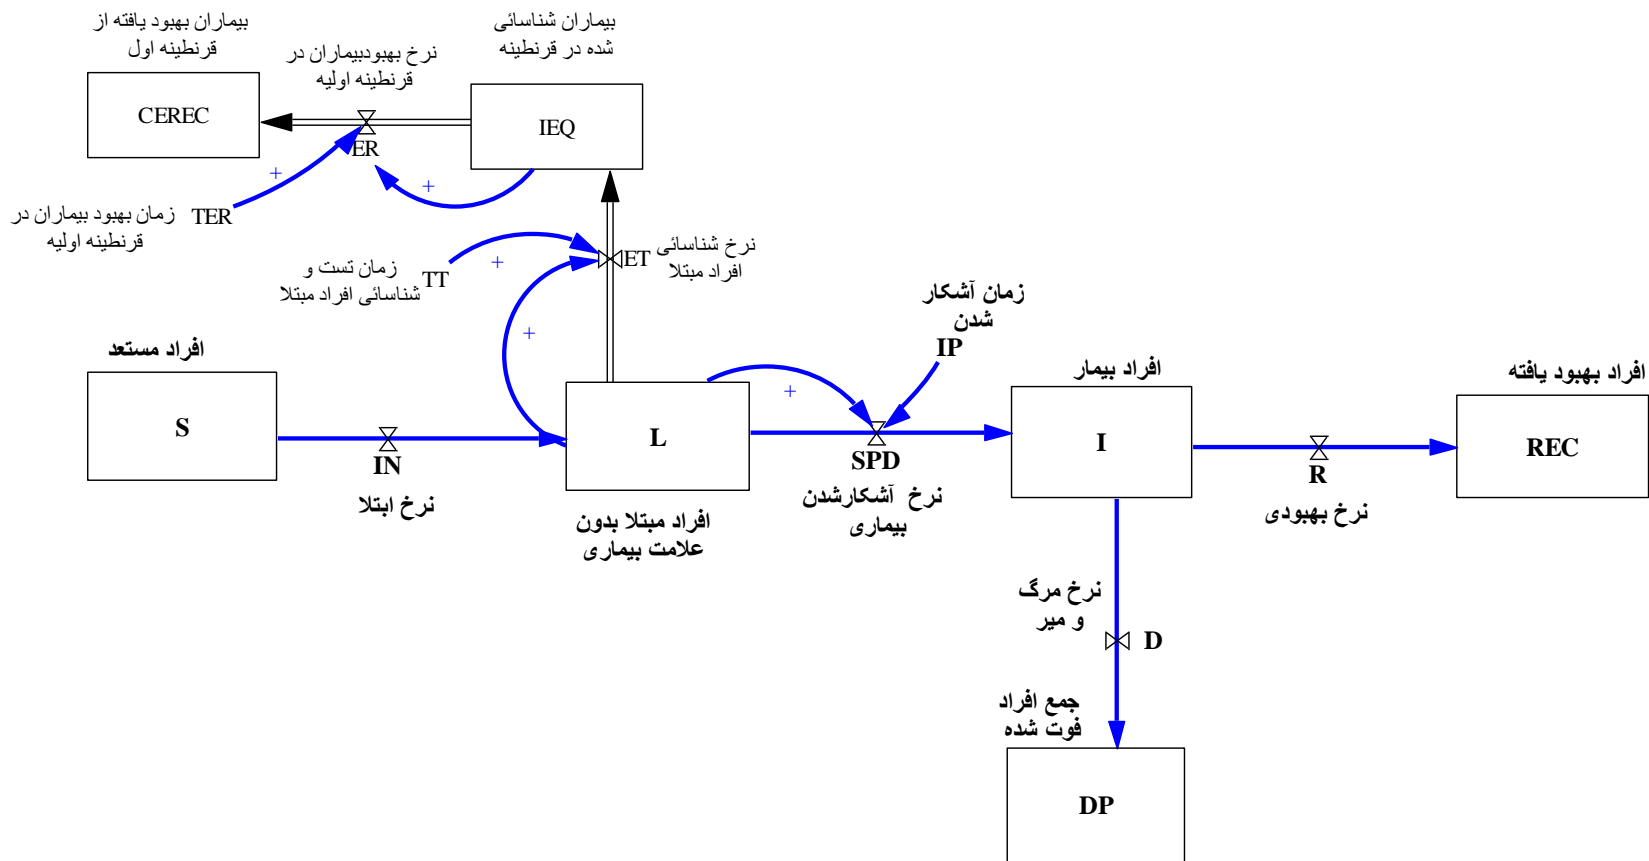 بیماران بهبود یافته از
قرنطینه اول
CEREC
نرخ بهبودبیماران در
قرنطینه اولیه
ER
بیماران شناسائی
شده در قرنطینه
IEQ
+
+
TER
زمان بهبود بیماران در
قرنطینه اولیه
ET
نرخ شناسائی
افراد مبتلا
TT
زمان تست و
شناسائی افراد مبتلا
+
+
زمان آشکار
شدن
IP
افراد مستعد
S
IN
نرخ ابتلا
L
افراد مبتلا بدون
علامت بیماری
+
SPD
نرخ آشکارشدن
بیماری
افراد بیمار
I
R
نرخ بهبودی
افراد بهبود یافته
REC
نرخ مرگ
و میر
D
جمع افراد
فوت شده
DP